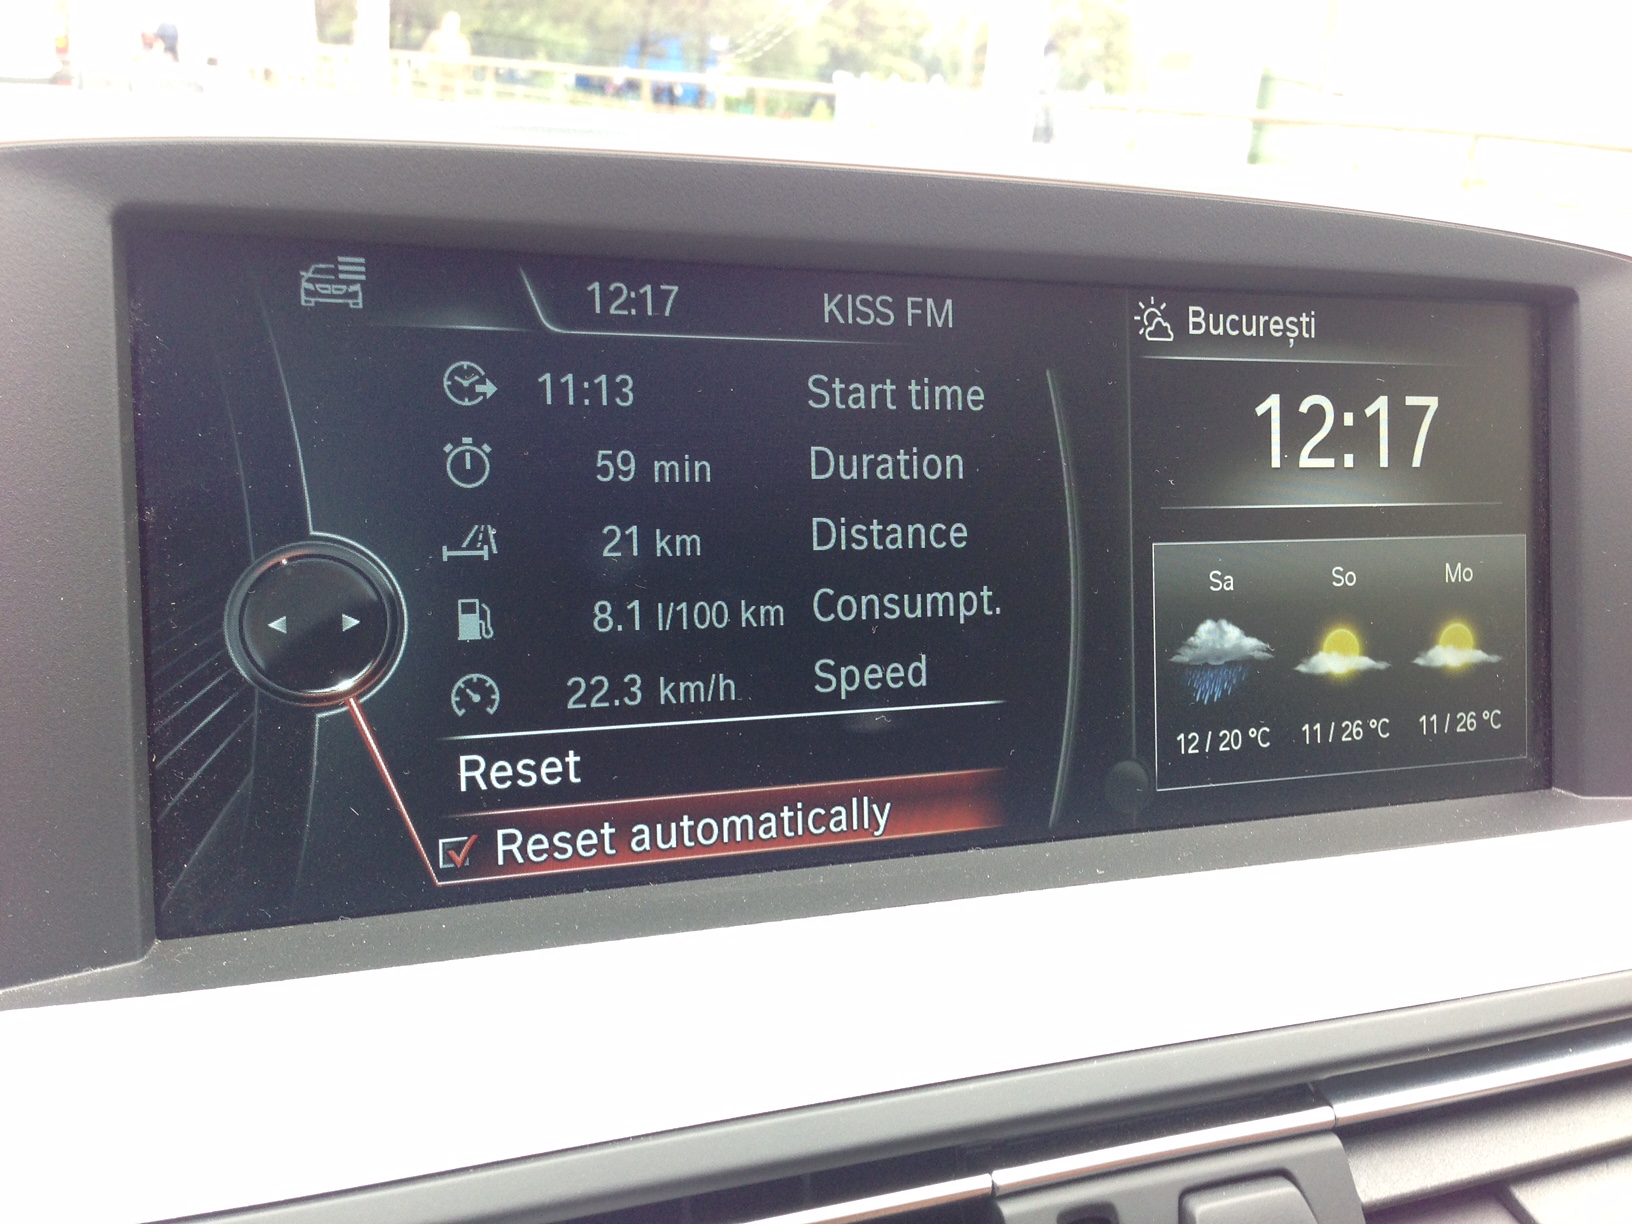 12:17 KISS FM
11:13 Start time
59 min Duration
21 km Distance
8.1 l/100 km Consumpt.
22.3 km/h Speed
Reset
Reset automatically
București
12:17
Sa So Mo
12 / 20 °C 11 / 26 °C 11 / 26 °C